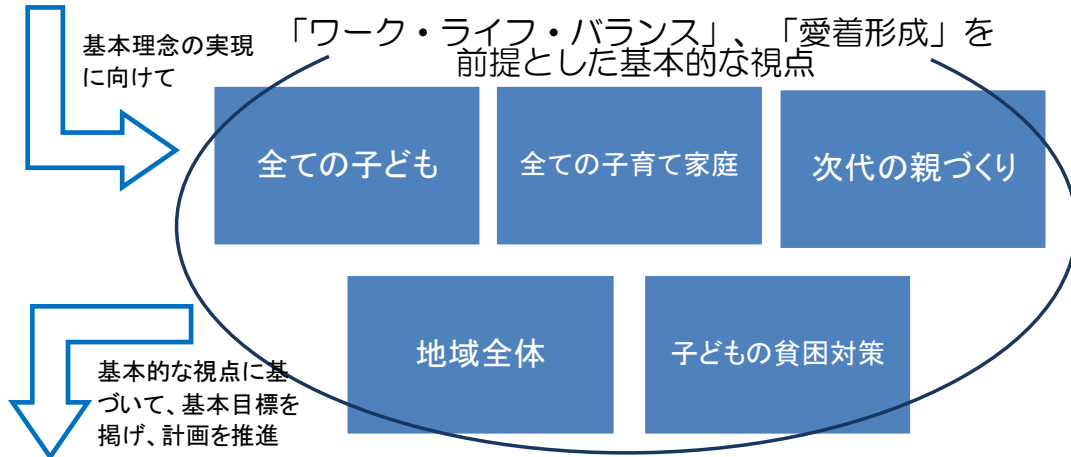 基本理念の実現
に向けて
「ワーク・ライフ・バランス」、「愛着形成」を
前提とした基本的な視点
全ての子ども
全ての子育て家庭
次代の親づくり
地域全体
子どもの貧困対策
基本的な視点に基
づいて、基本目標を
掲げ、計画を推進